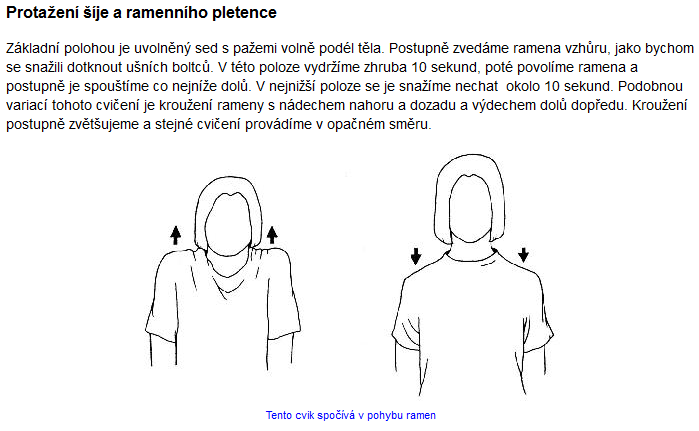 Protažení šíje a ramenního pletence
Základní polohou je uvolněný sed s pažemi volně podél těla. Postupně zvedáme ramena vzhůru, jako bychom
se snažili dotknout ušních boltců. V této poloze vydržíme zhruba 10 sekund, poté povolíme ramena a
postupně je spouštíme co nejníže dolů. V nejnižší poloze se je snažíme nechat  okolo 10 sekund. Podobnou
variací tohoto cvičení je kroužení rameny s nádechem nahoru a dozadu a výdechem dolů dopředu. Kroužení
postupně zvětšujeme a stejné cvičení provádíme v opačném směru.
Tento cvik spočívá v pohybu ramen